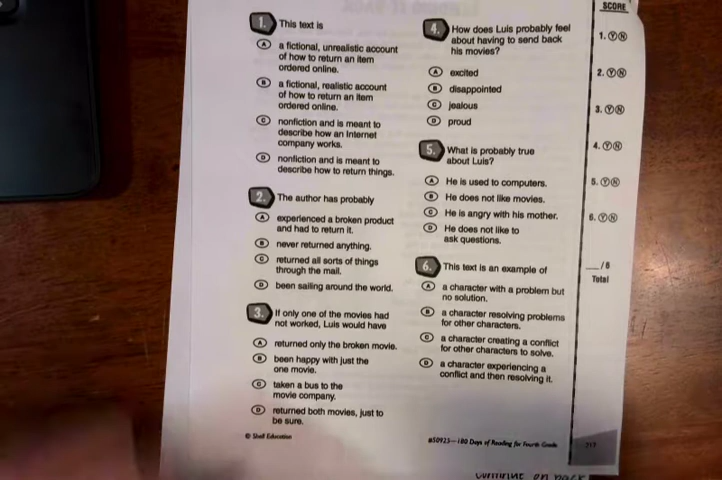 1. This text is
A a fictional, unrealistic account
of how to return an item
ordered online.
B a fictional, realistic account
of how to return an item
ordered online.
C nonfiction and is meant to
describe how an Internet
company works.
D nonfiction and is meant to
describe how to return things.
2. The author has probably
A experienced a broken product
and had to return it.
B never returned anything.
C returned all sorts of things
through the mail.
D been sailing around the world.
3. If only one of the movies had
not worked, Luis would have
A returned only the broken movie.
B been happy with just the
one movie.
C taken a bus to the
movie company.
D returned both movies, just to
be sure.
4. How does Luis probably feel
about having to send back
his movies?
A excited
B disappointed
C jealous
D proud
5. What is probably true
about Luis?
A He is used to computers.
B He does not like movies.
C He is angry with his mother.
D He does not like to
ask questions.
6. This text is an example of
A a character with a problem but
no solution.
B a character resolving problems
for other characters.
C a character creating a conflict
for other characters to solve.
D a character experiencing a
conflict and then resolving it.
SCORE
1. Y N
2. Y N
3. Y N
4. Y N
5. Y N
6. Y N
___/6
Total
© Shell Education
#50925—180 Days of Reading for Fourth Grade
on back